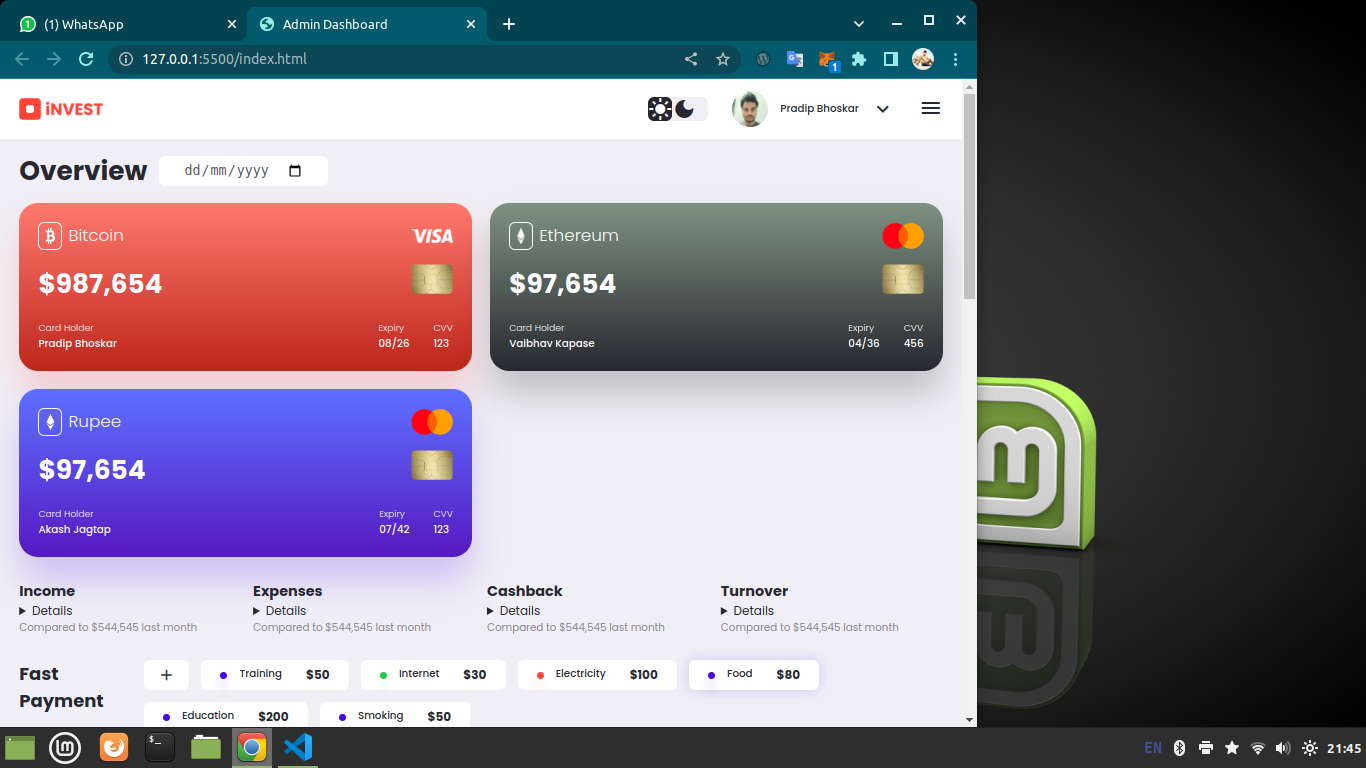 (1) WhatsApp
Admin Dashboard
127.0.0.1:5500/index.html
1
iNVEST
Pradip Bhoskar
Overview
dd/mm/yyyy
Bitcoin
VISA
$987,654
Card Holder Expiry CVV
Pradip Bhoskar 08/26 123
Ethereum
$97,654
Card Holder Expiry CVV
Vaibhav Kapase 04/36 456
Rupee
$97,654
Card Holder Expiry CVV
Akash Jagtap 07/42 123
Income
Details
Compared to $544,545 last month
Expenses
Details
Compared to $544,545 last month
Cashback
Details
Compared to $544,545 last month
Turnover
Details
Compared to $544,545 last month
Fast
Payment
+
Training $50
Internet $30
Electricity $100
Food $80
Education $200
Smoking $50
$_
EN
21:45